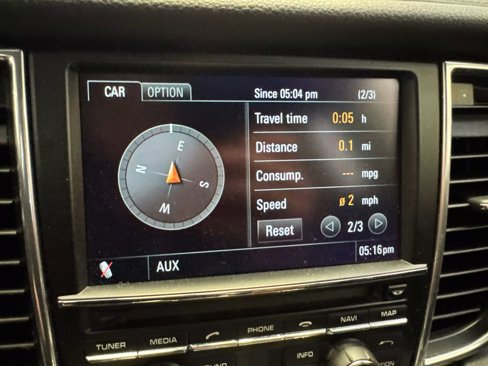 CAR OPTION Since 05:04 pm (2/3)
Travel time 0:05 h
Distance 0.1 mi
Consump. --- mpg
Speed ø 2 mph
Reset 2/3
N E S W
AUX 05:16pm
TUNER MEDIA PHONE NAVI MAP
INFO